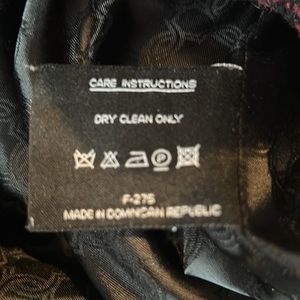 CARE INSTRUCTIONS
DRY CLEAN ONLY
F-275
MADE IN DOMINICAN REPUBLIC